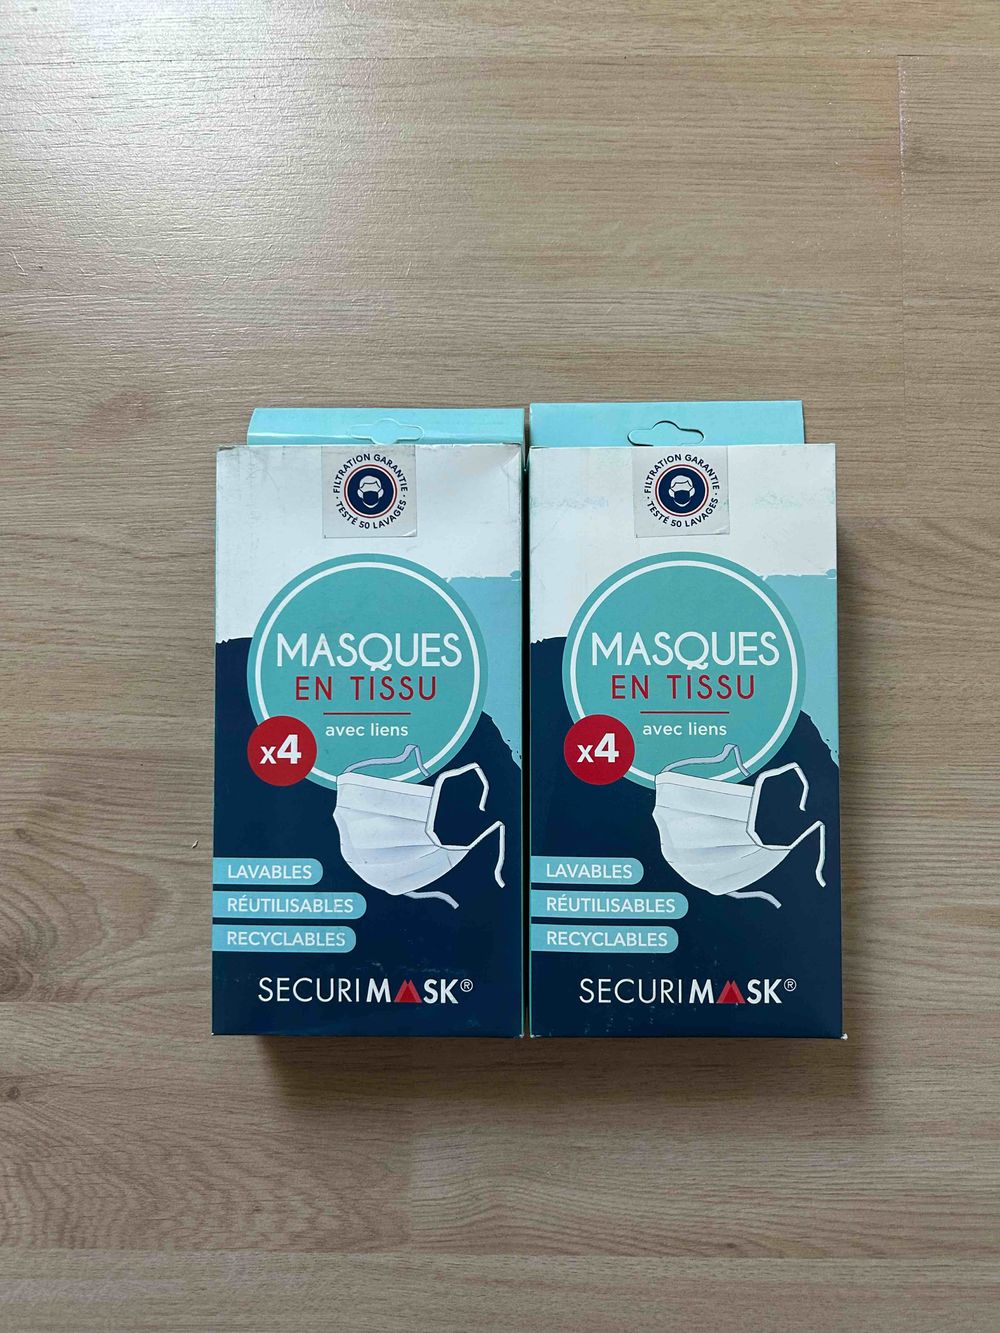 FILTRATION GARANTIE
• TESTÉ 50 LAVAGES •
MASQUES
EN TISSU
avec liens
x4
LAVABLES
RÉUTILISABLES
RECYCLABLES
SECURIMASK®
FILTRATION GARANTIE
• TESTÉ 50 LAVAGES •
MASQUES
EN TISSU
avec liens
x4
LAVABLES
RÉUTILISABLES
RECYCLABLES
SECURIMASK®